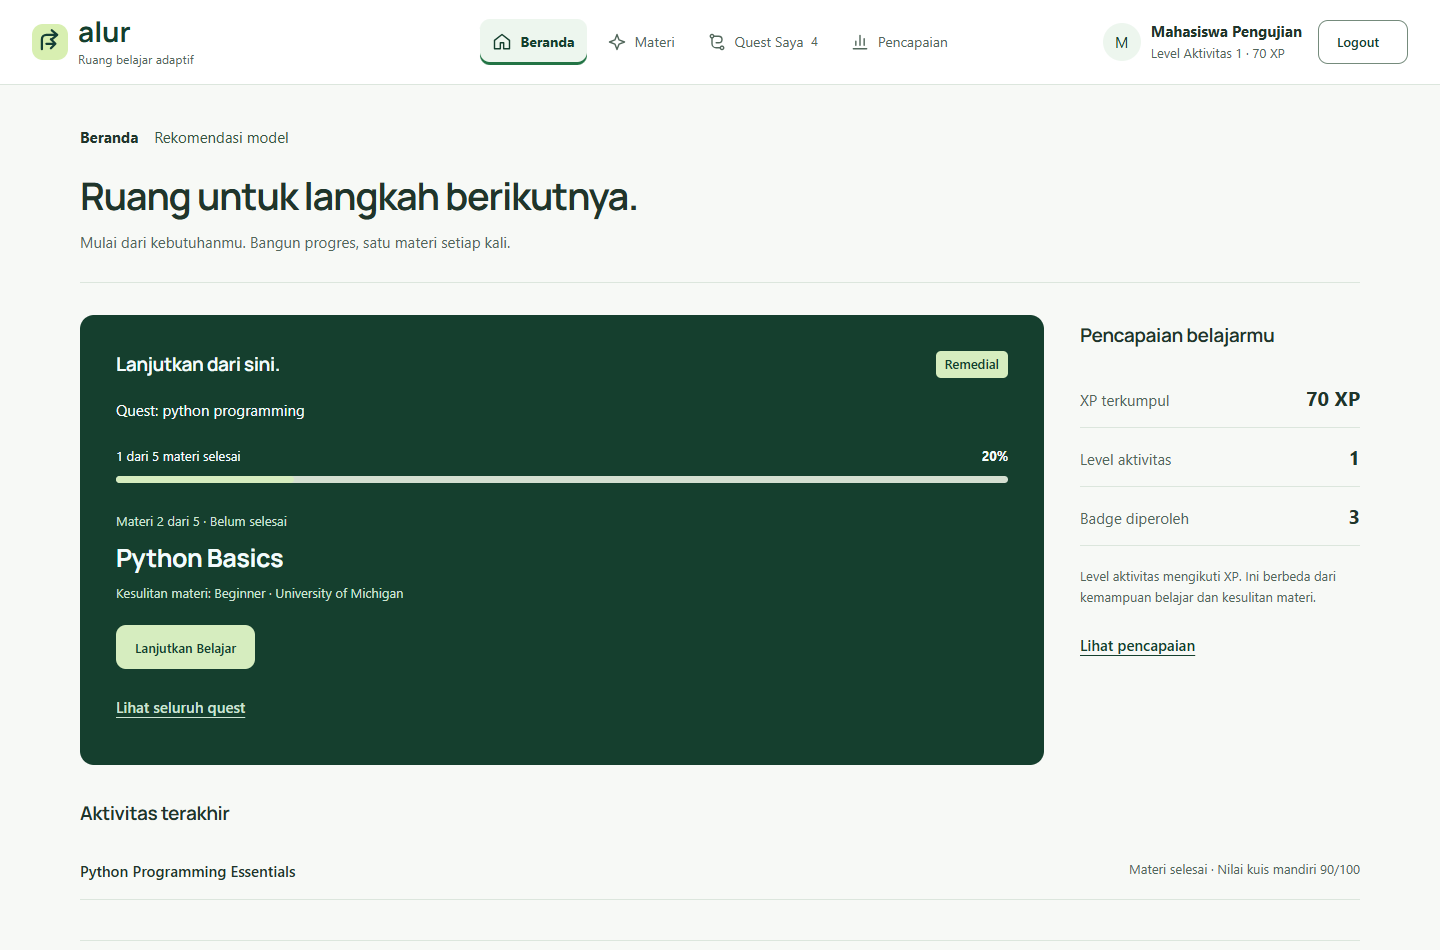 alur
Ruang belajar adaptif
Beranda
Materi
Quest Saya 4
Pencapaian
M
Mahasiswa Pengujian
Level Aktivitas 1 · 70 XP
Logout
Beranda Rekomendasi model
Ruang untuk langkah berikutnya.
Mulai dari kebutuhanmu. Bangun progres, satu materi setiap kali.
Lanjutkan dari sini.
Remedial
Quest: python programming
1 dari 5 materi selesai
20%
Materi 2 dari 5 · Belum selesai
Python Basics
Kesulitan materi: Beginner · University of Michigan
Lanjutkan Belajar
Lihat seluruh quest
Pencapaian belajarmu
XP terkumpul 70 XP
Level aktivitas 1
Badge diperoleh 3
Level aktivitas mengikuti XP. Ini berbeda dari
kemampuan belajar dan kesulitan materi.
Lihat pencapaian
Aktivitas terakhir
Python Programming Essentials
Materi selesai · Nilai kuis mandiri 90/100